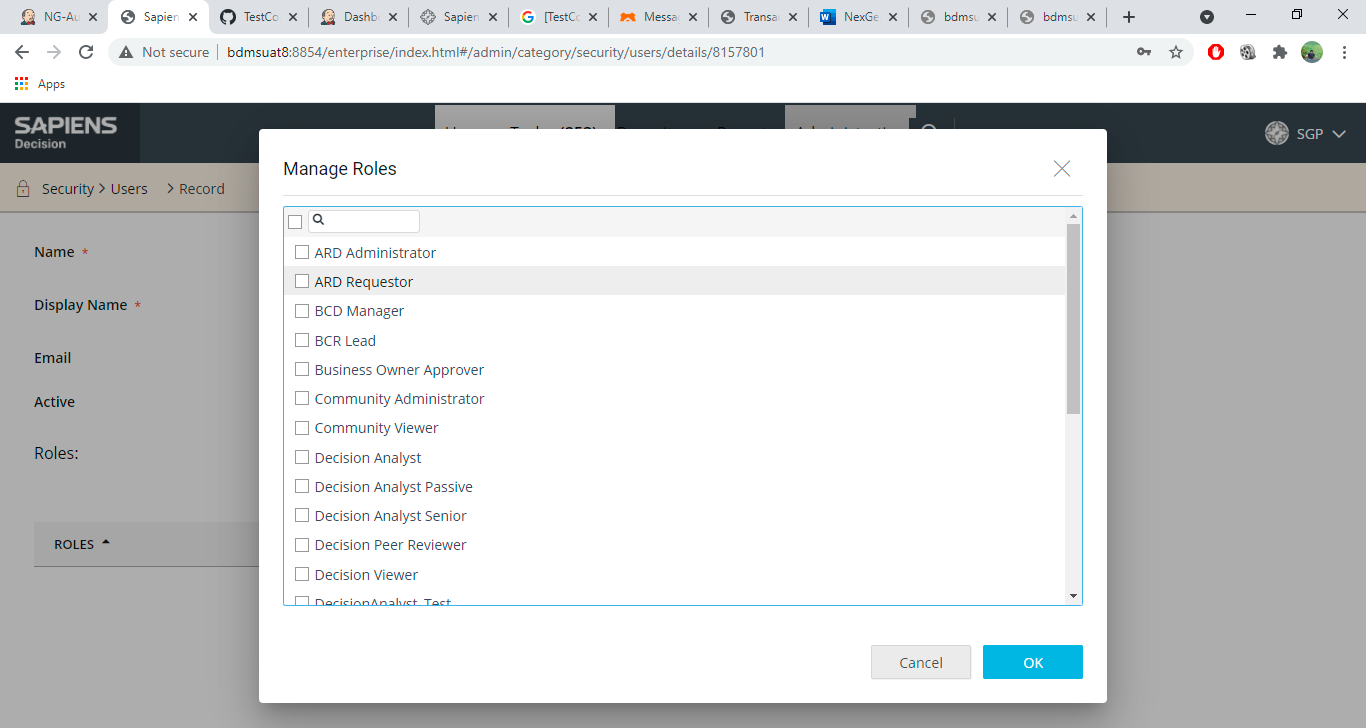 NG-Au
Sapien
TestCo
Dashb
Sapien
[TestCo
Messa
Transa
NexGe
bdmsu
bdmsu
Not secure
bdmsuat8:8854/enterprise/index.html#/admin/category/security/users/details/8157801
Apps
SAPIENS
Decision
SGP
Security > Users > Record
Manage Roles
Name *
Display Name *
Email
Active
Roles:
ROLES
ARD Administrator
ARD Requestor
BCD Manager
BCR Lead
Business Owner Approver
Community Administrator
Community Viewer
Decision Analyst
Decision Analyst Passive
Decision Analyst Senior
Decision Peer Reviewer
Decision Viewer
DecisionAnalyst_Test
Cancel
OK